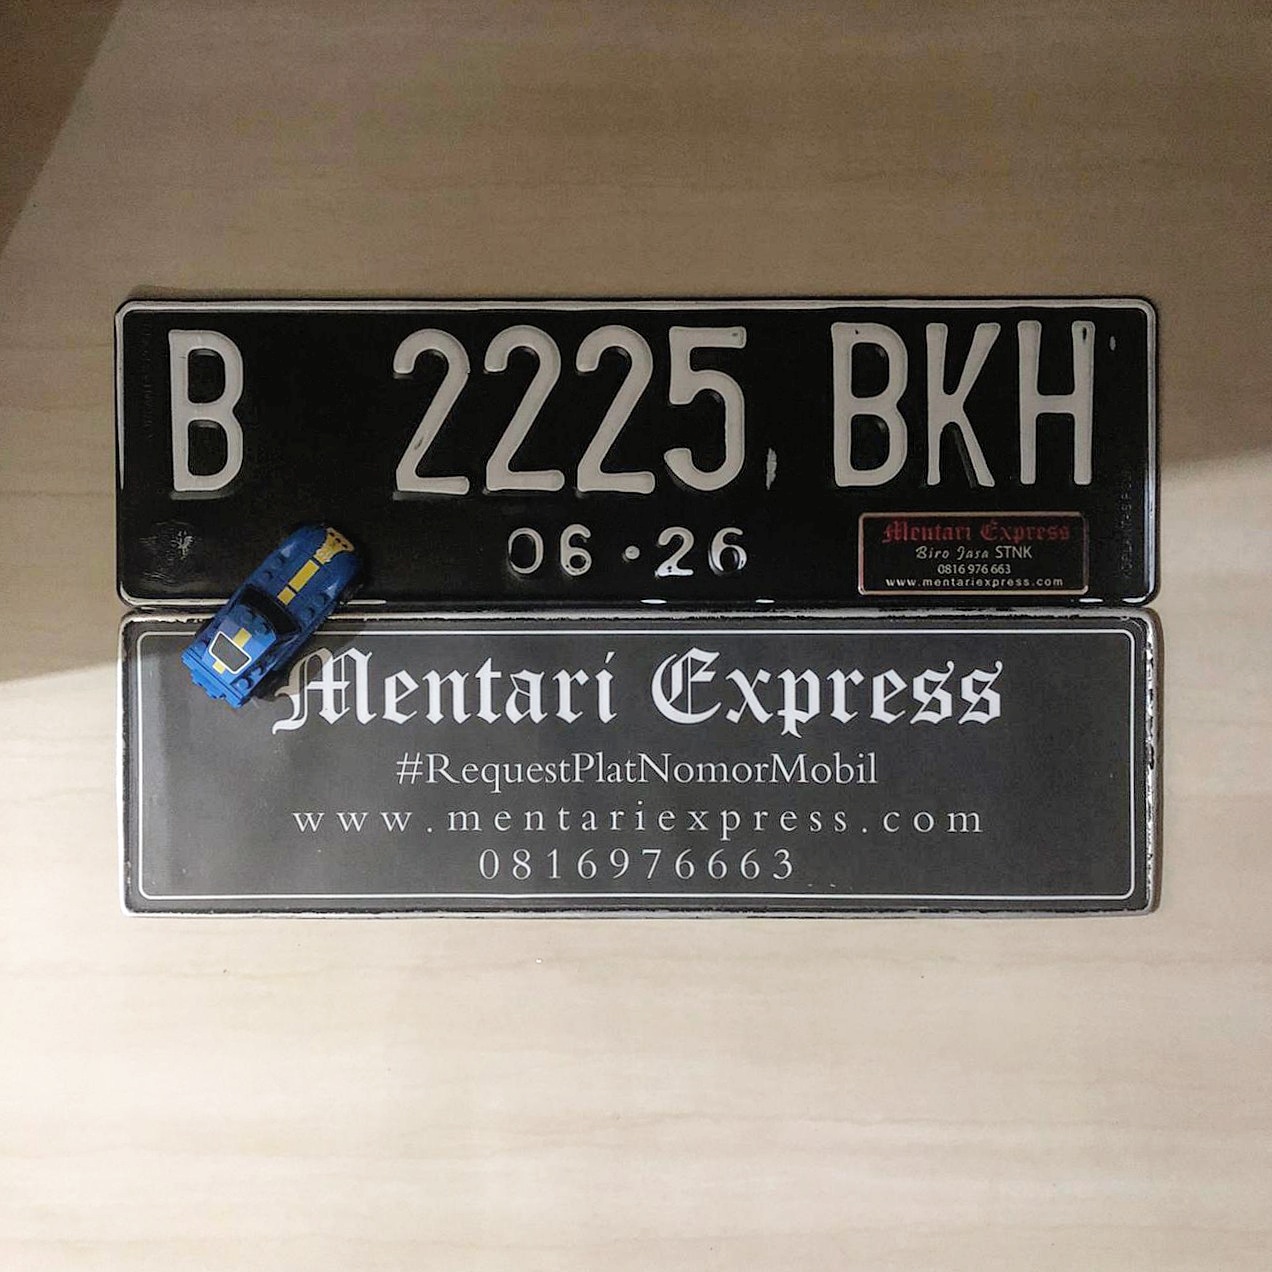 B 2225 BKH
06 · 26
Mentari Express
Biro Jasa STNK
0816 976 663
www.mentariexpress.com
Mentari Express
#RequestPlatNomorMobil
www.mentariexpress.com
0816976663